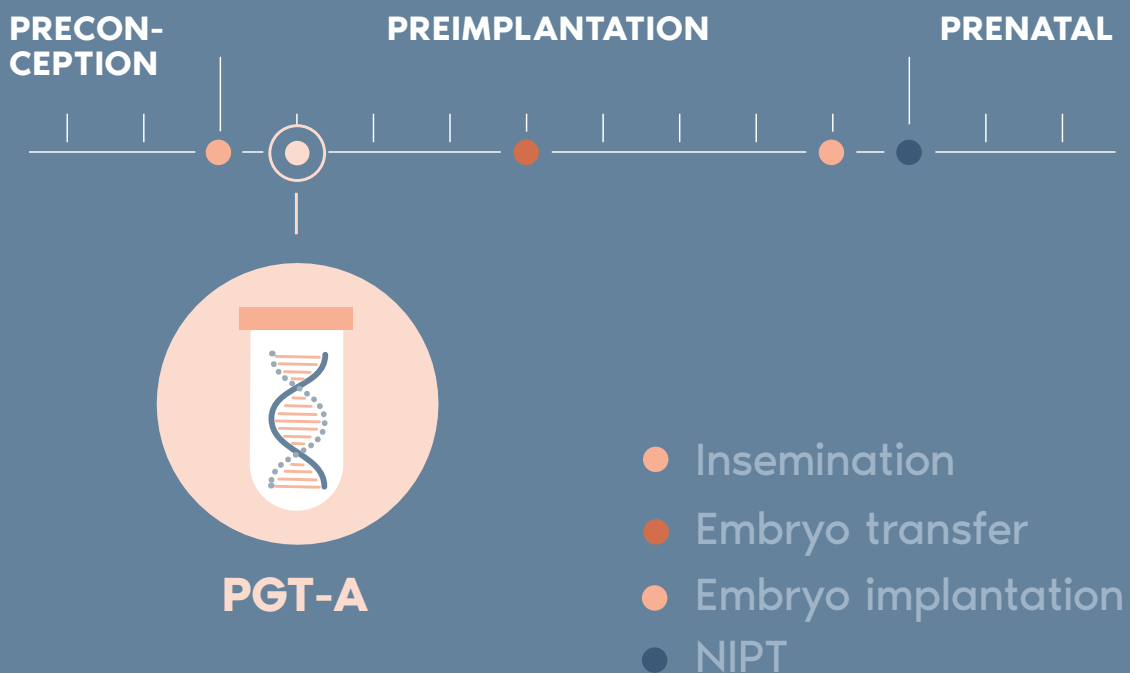 PRECON-
CEPTION
PREIMPLANTATION
PRENATAL
PGT-A
Insemination
Embryo transfer
Embryo implantation
NIPT